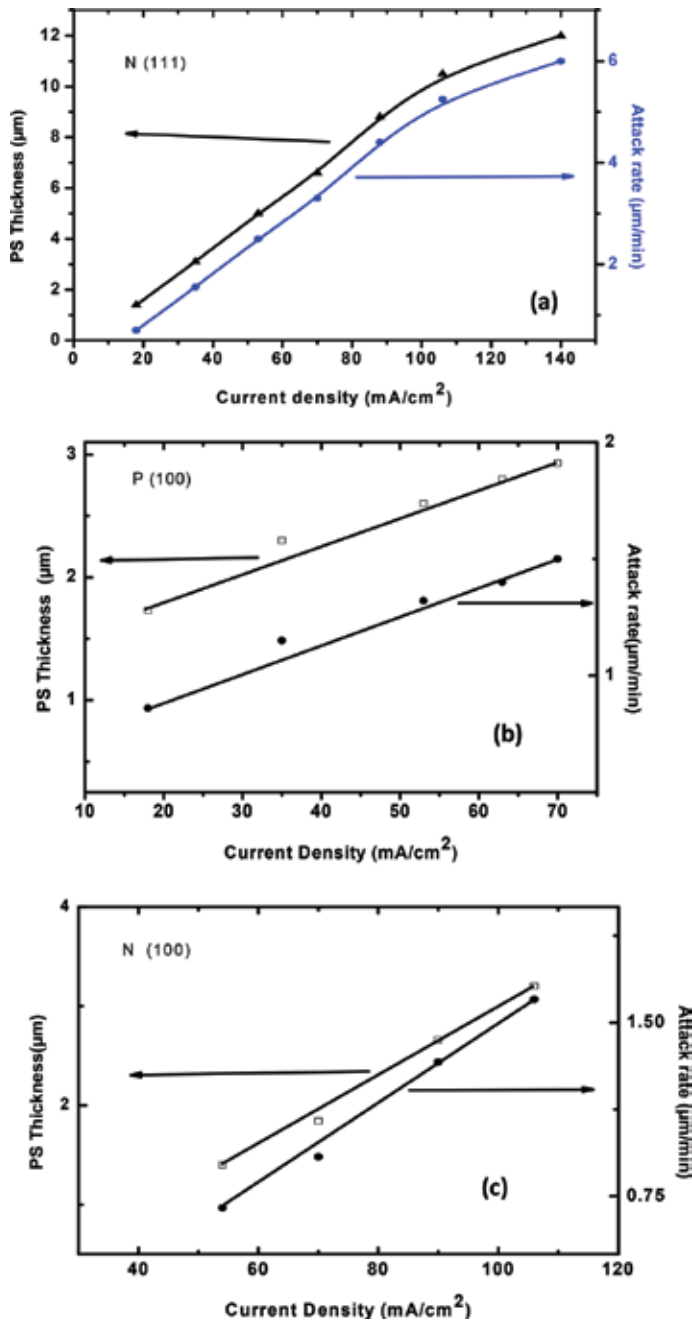 12
10
8
6
4
2
0
PS Thickness (µm)
N (111)
6
4
2
Attack rate (µm/min)
(a)
0 20 40 60 80 100 120 140
Current density (mA/cm²)
3
2
1
PS Thickness (µm)
P (100)
2
1
Attack rate(µm/min)
(b)
10 20 30 40 50 60 70
Current Density (mA/cm²)
4
2
PS Thickness(µm)
N (100)
1.50
0.75
Attack rate (µm/min)
(c)
40 60 80 100 120
Current Density (mA/cm²)